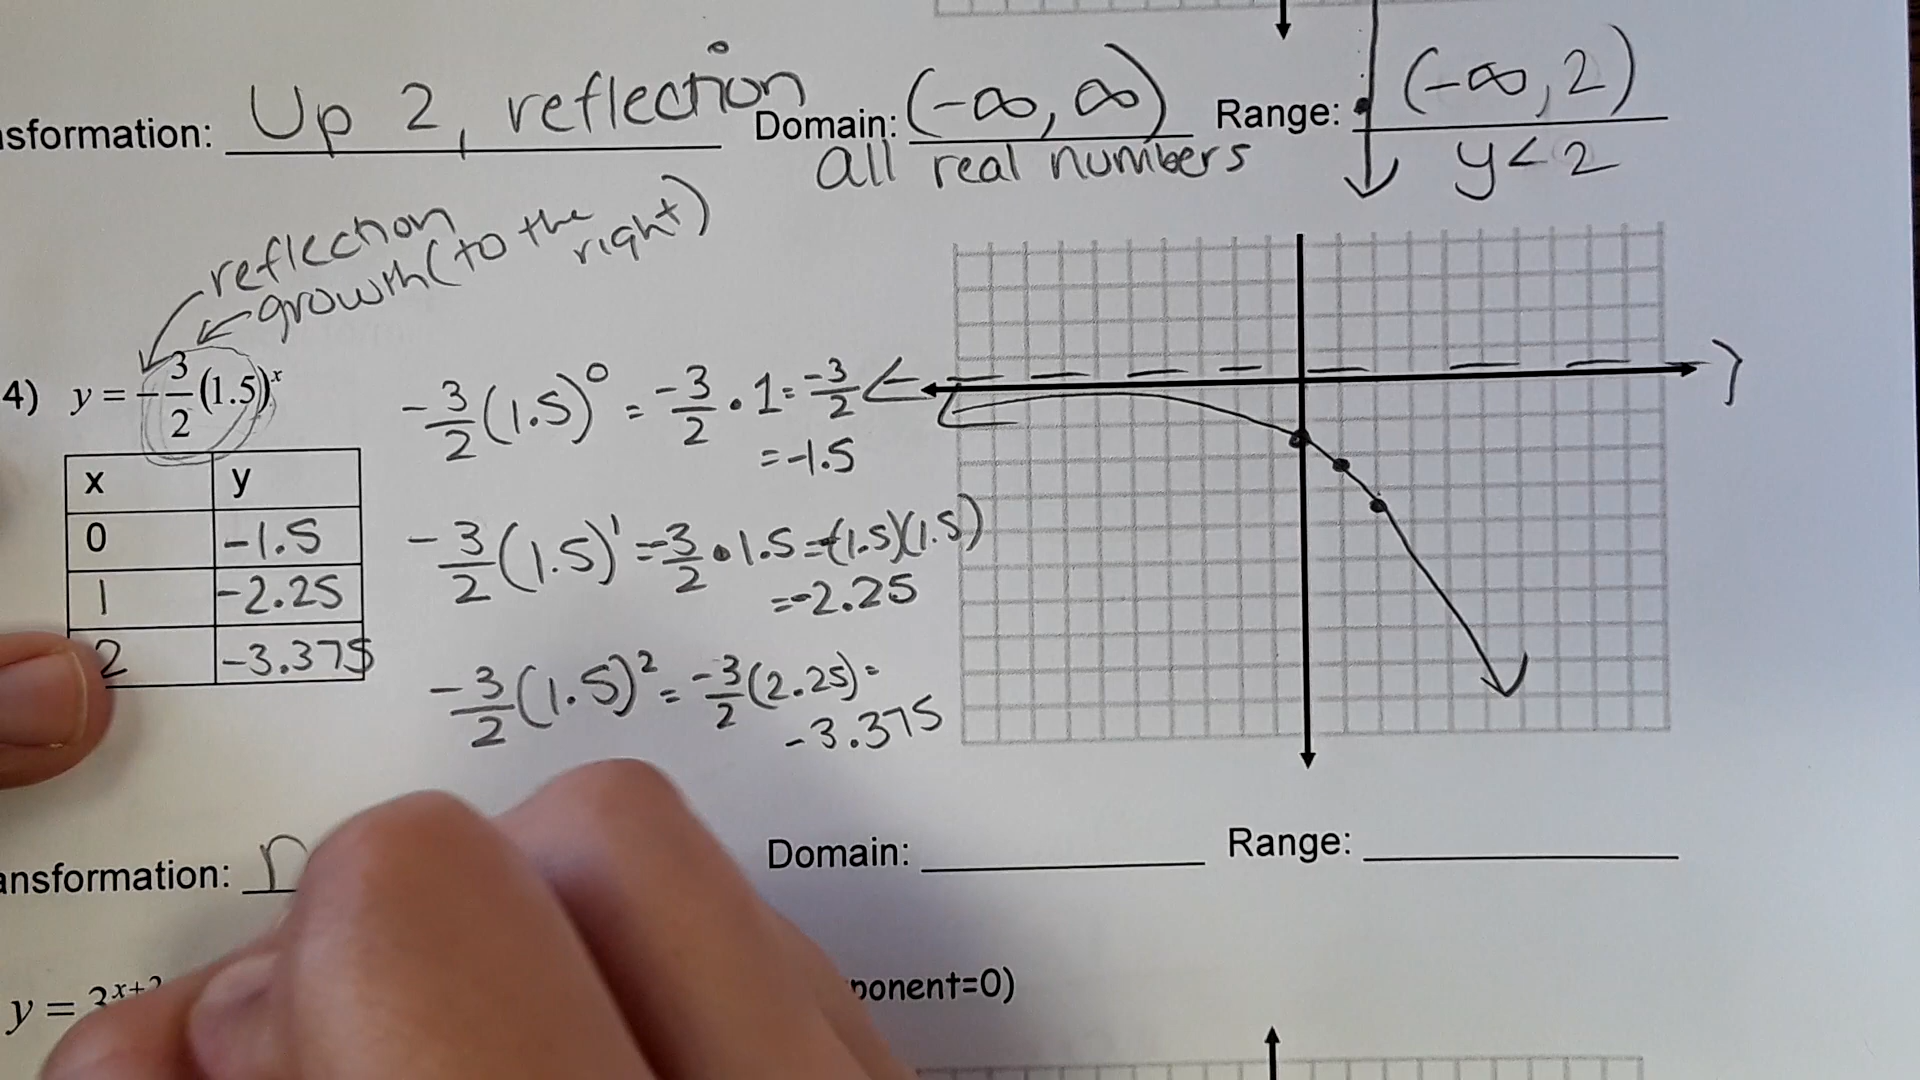 sformation: Up 2, reflection Domain: (-∞, ∞) Range: (-∞, 2)
all real numbers y < 2
reflection
growth (to the right)
4) y = -3/2 (1.5)^x
-3/2 (1.5)^0 = -3/2 • 1 = -3/2
= -1.5
x y
0 -1.5
1 -2.25
2 -3.375
-3/2 (1.5)^1 = -3/2 • 1.5 = -(1.5)(1.5)
= -2.25
-3/2 (1.5)^2 = -3/2 (2.25) =
-3.375
ansformation: r Domain: Range:
y = 3^x+2 ponent=0)